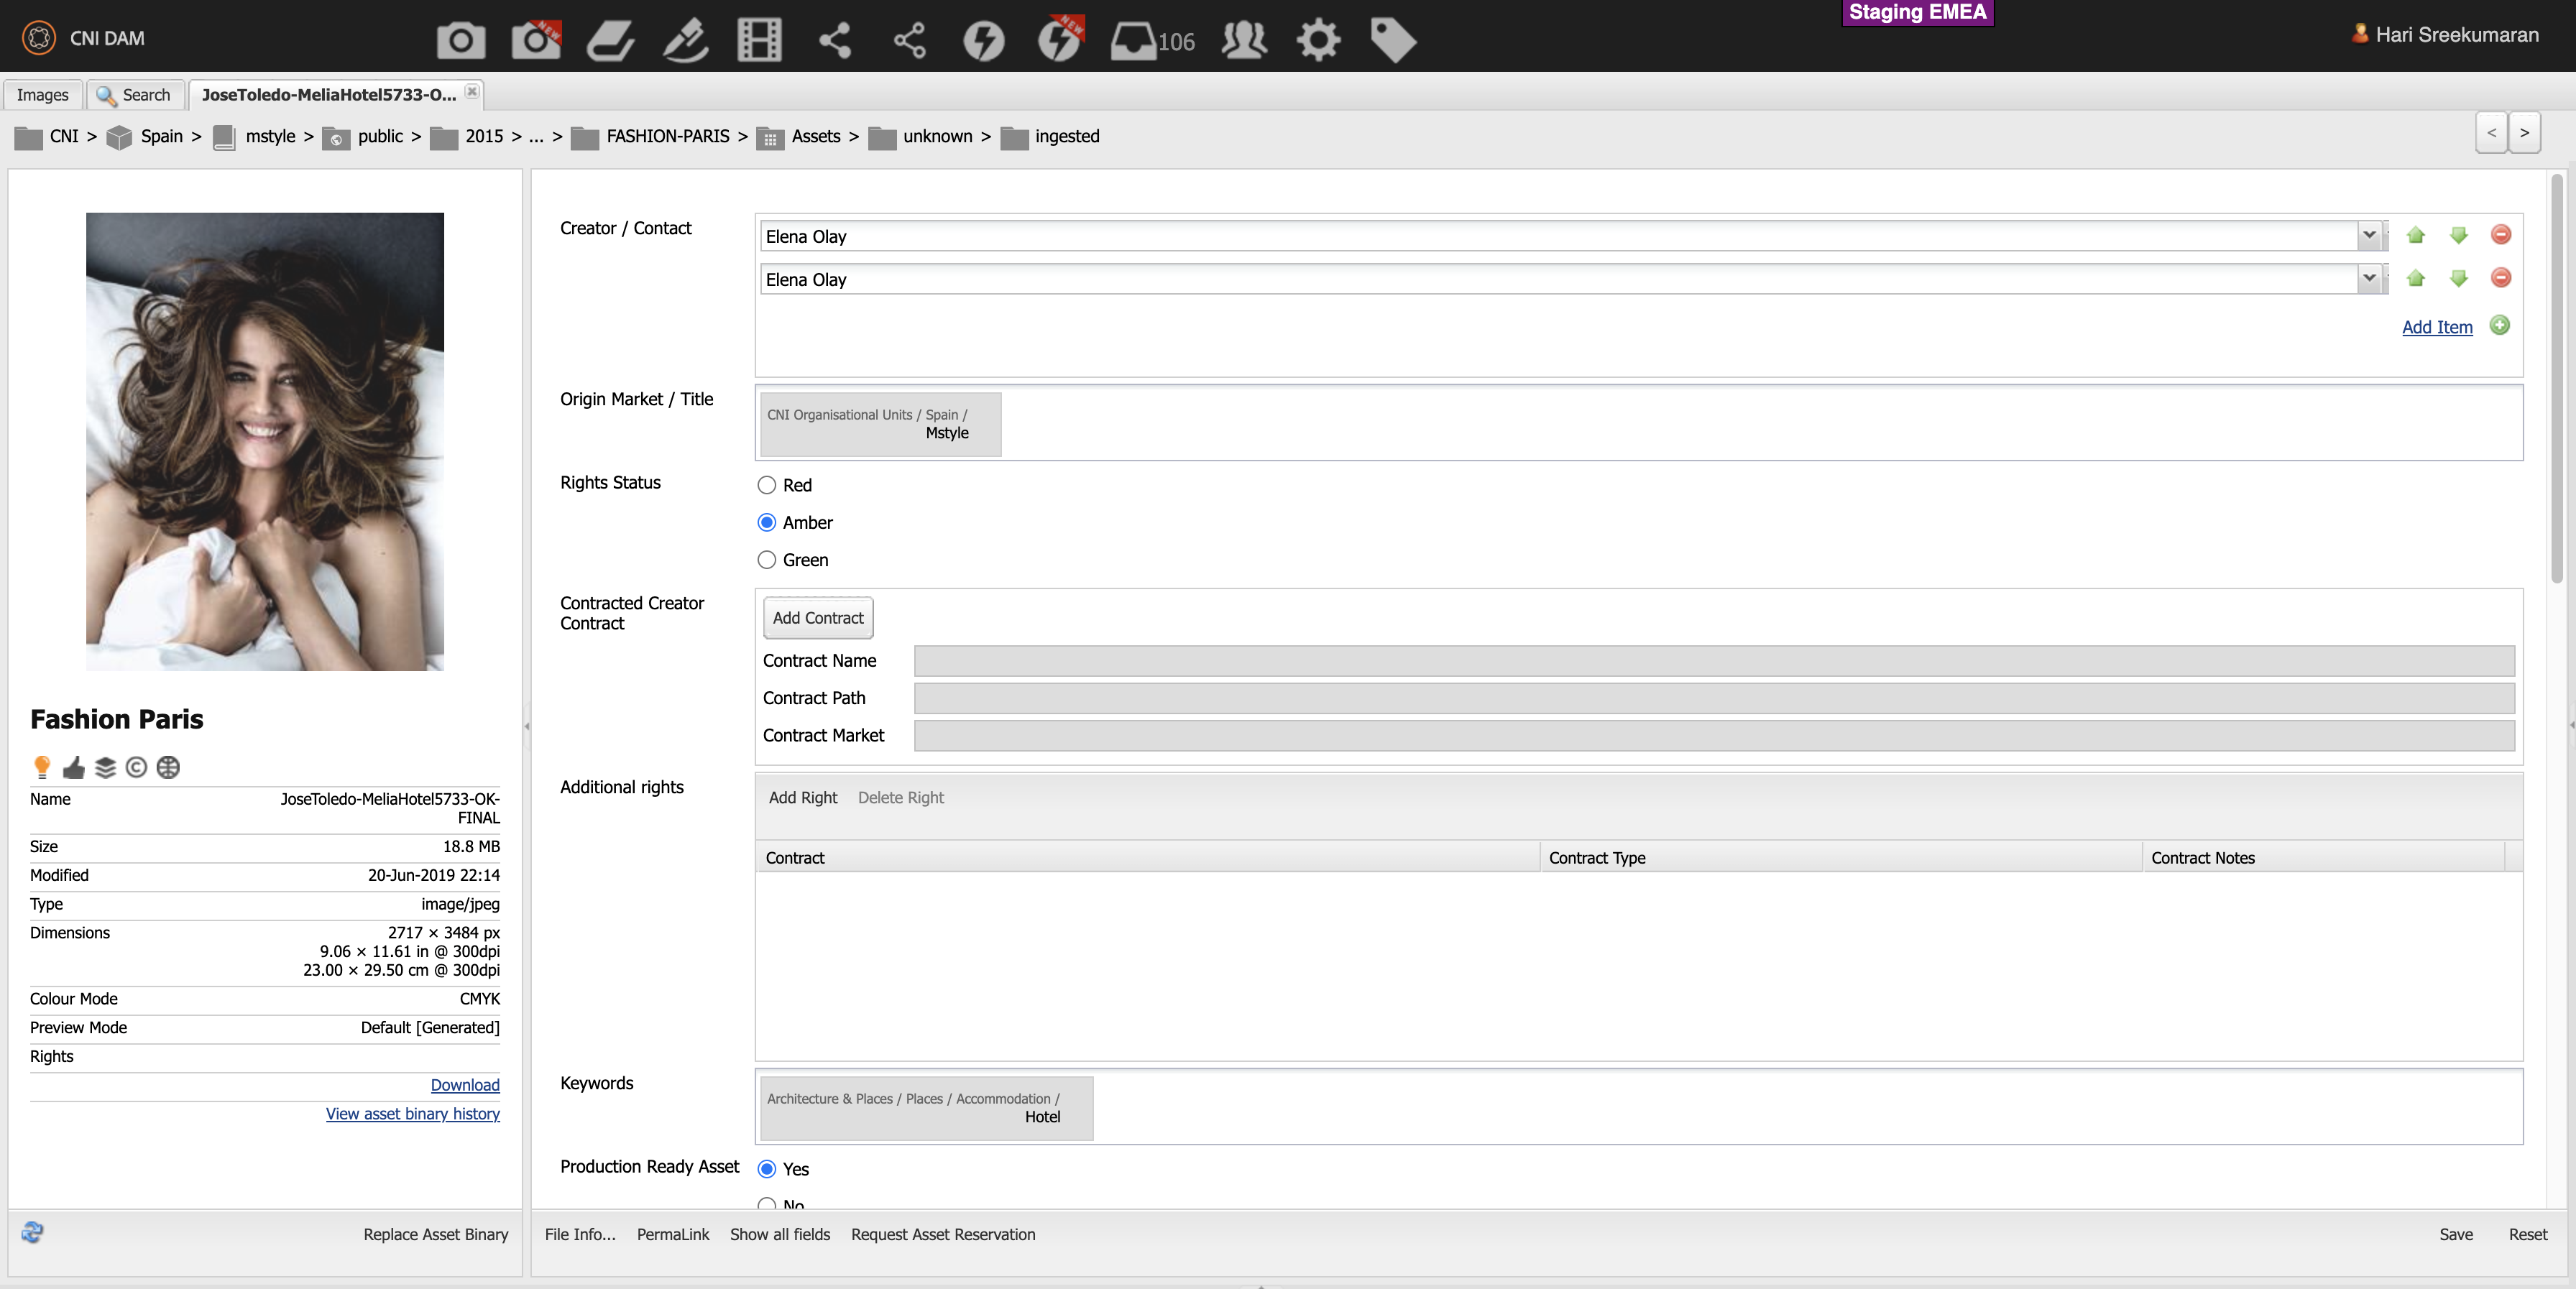 Staging EMEA
CNI DAM
NEW
NEW
106
Hari Sreekumaran
Images
Search
JoseToledo-MeliaHotel5733-O...
CNI > Spain > mstyle > public > 2015 > ... > FASHION-PARIS > Assets > unknown > ingested
< >
Fashion Paris
Name JoseToledo-MeliaHotel5733-OK-
FINAL
Size 18.8 MB
Modified 20-Jun-2019 22:14
Type image/jpeg
Dimensions 2717 × 3484 px
9.06 × 11.61 in @ 300dpi
23.00 × 29.50 cm @ 300dpi
Colour Mode CMYK
Preview Mode Default [Generated]
Rights
Download
View asset binary history
Replace Asset Binary
Creator / Contact
Elena Olay
Elena Olay
Add Item
Origin Market / Title
CNI Organisational Units / Spain /
Mstyle
Rights Status
Red
Amber
Green
Contracted Creator
Contract
Add Contract
Contract Name
Contract Path
Contract Market
Additional rights
Add Right Delete Right
Contract Contract Type Contract Notes
Keywords
Architecture & Places / Places / Accommodation /
Hotel
Production Ready Asset
Yes
No
File Info... PermaLink Show all fields Request Asset Reservation
Save Reset